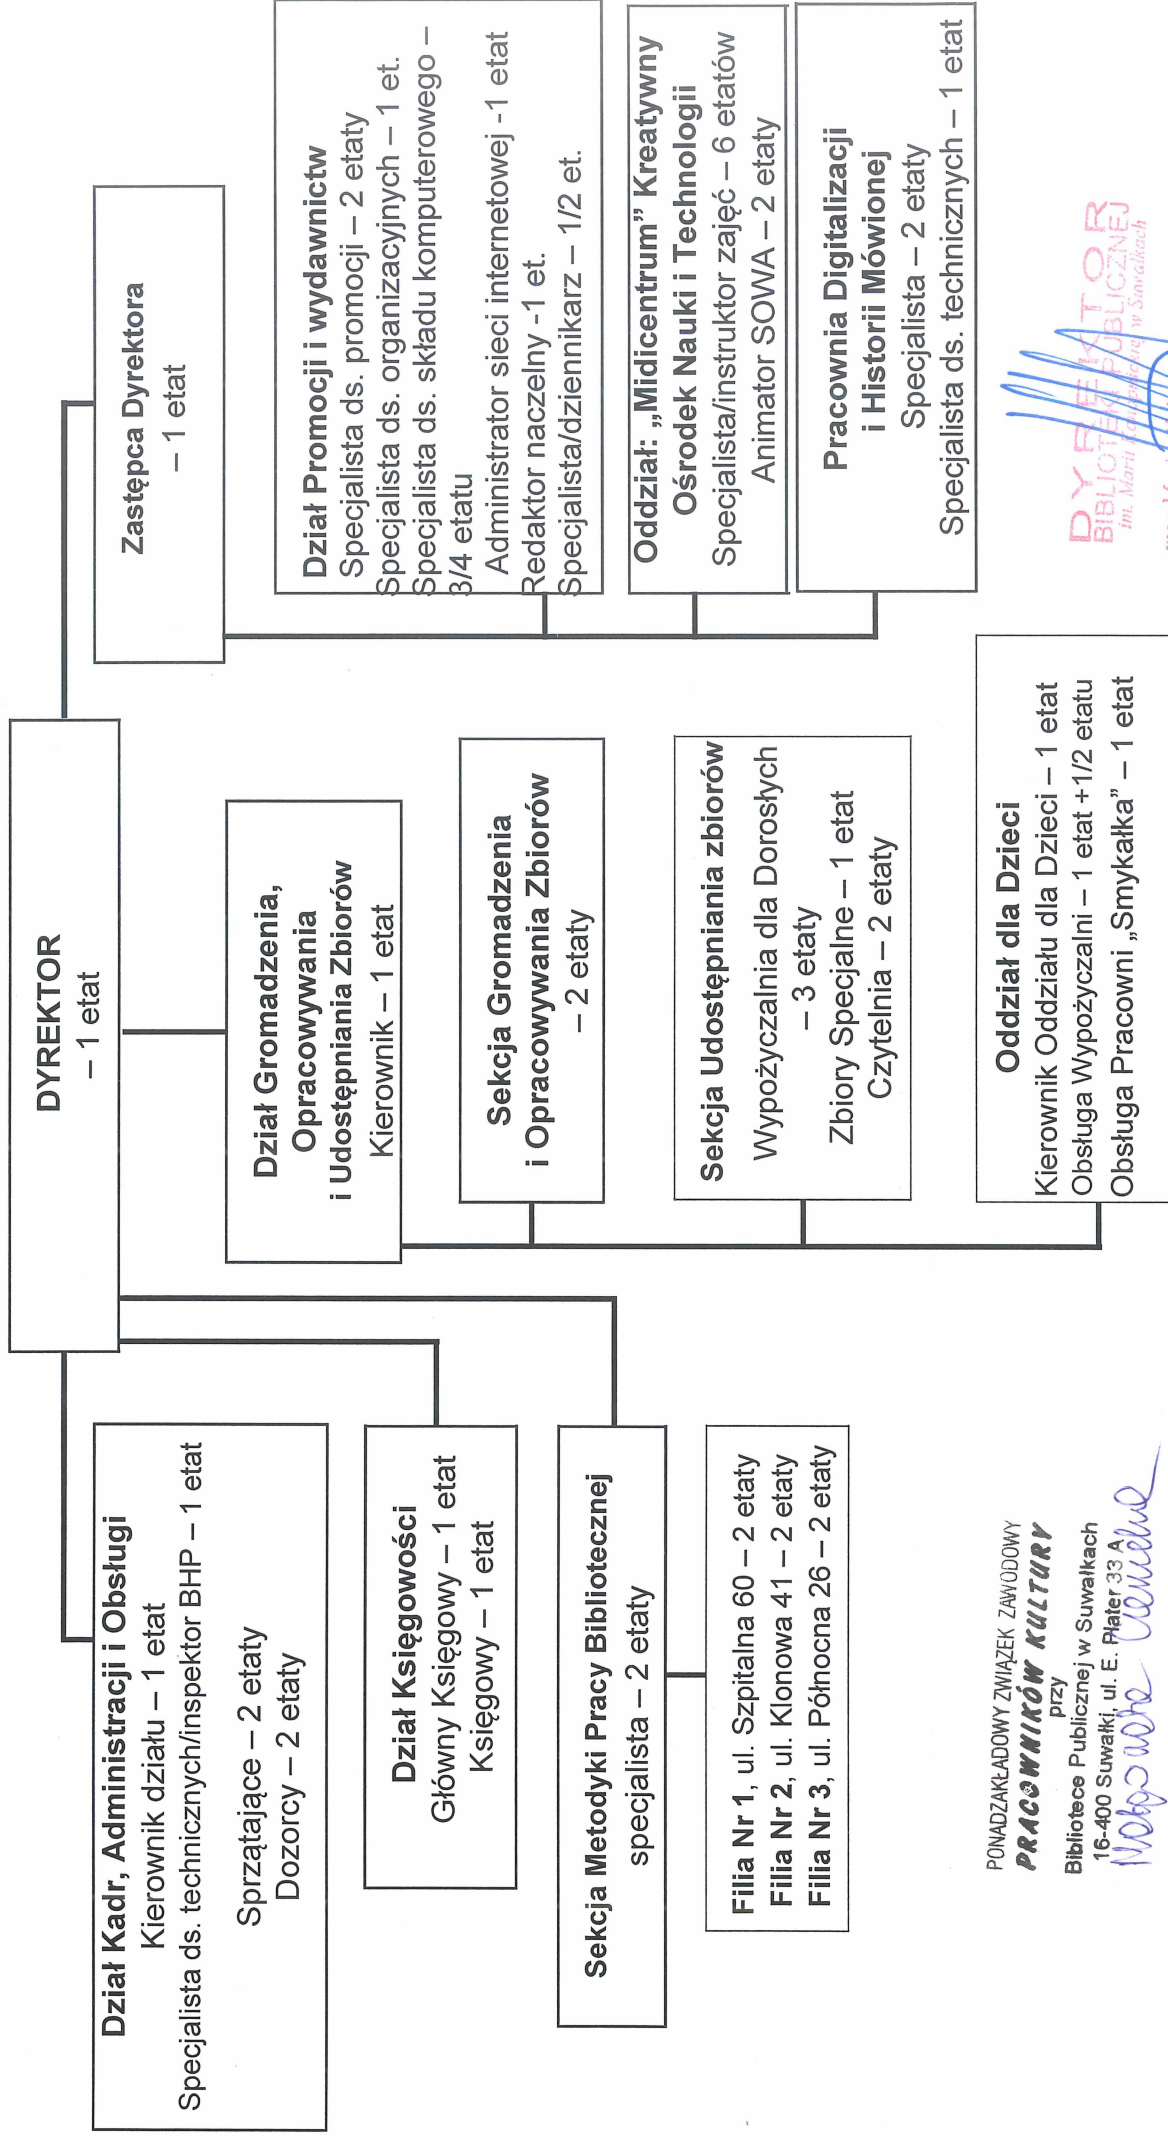 DYREKTOR
– 1 etat
Dział Kadr, Administracji i Obsługi
Kierownik działu – 1 etat
Specjalista ds. technicznych/inspektor BHP – 1 etat
Sprzątające – 2 etaty
Dozorcy – 2 etaty
Dział Księgowości
Główny Księgowy – 1 etat
Księgowy – 1 etat
Sekcja Metodyki Pracy Bibliotecznej
specjalista – 2 etaty
Filia Nr 1, ul. Szpitalna 60 – 2 etaty
Filia Nr 2, ul. Klonowa 41 – 2 etaty
Filia Nr 3, ul. Północna 26 – 2 etaty
Dział Gromadzenia,
Opracowywania
i Udostępniania Zbiorów
Kierownik – 1 etat
Sekcja Gromadzenia
i Opracowywania Zbiorów
– 2 etaty
Sekcja Udostępniania zbiorów
Wypożyczalnia dla Dorosłych
– 3 etaty
Zbiory Specjalne – 1 etat
Czytelnia – 2 etaty
Oddział dla Dzieci
Kierownik Oddziału dla Dzieci – 1 etat
Obsługa Wypożyczalni – 1 etat +1/2 etatu
Obsługa Pracowni „Smykałka” – 1 etat
Zastępca Dyrektora
– 1 etat
Dział Promocji i wydawnictw
Specjalista ds. promocji – 2 etaty
Specjalista ds. organizacyjnych – 1 et.
Specjalista ds. składu komputerowego –
3/4 etatu
Administrator sieci internetowej -1 etat
Redaktor naczelny -1 et.
Specjalista/dziennikarz – 1/2 et.
Oddział: „Midicentrum” Kreatywny
Ośrodek Nauki i Technologii
Specjalista/instruktor zajęć – 6 etatów
Animator SOWA – 2 etaty
Pracownia Digitalizacji
i Historii Mówionej
Specjalista – 2 etaty
Specjalista ds. technicznych – 1 etat
PONADZAKŁADOWY ZWIĄZEK ZAWODOWY
PRACOWNIKÓW KULTURY
przy
Bibliotece Publicznej w Suwałkach
16-400 Suwałki, ul. E. Plater 33 A
DYREKTOR
BIBLIOTEKI PUBLICZNEJ
im. Marii Konopnickiej w Suwałkach